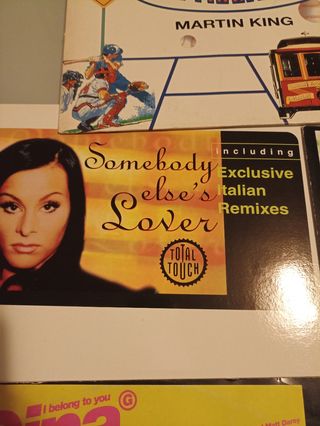 MARTIN KING
Somebody
else's
Lover
including
Exclusive
Italian
Remixes
TOTAL
TOUCH
I belong to you
G